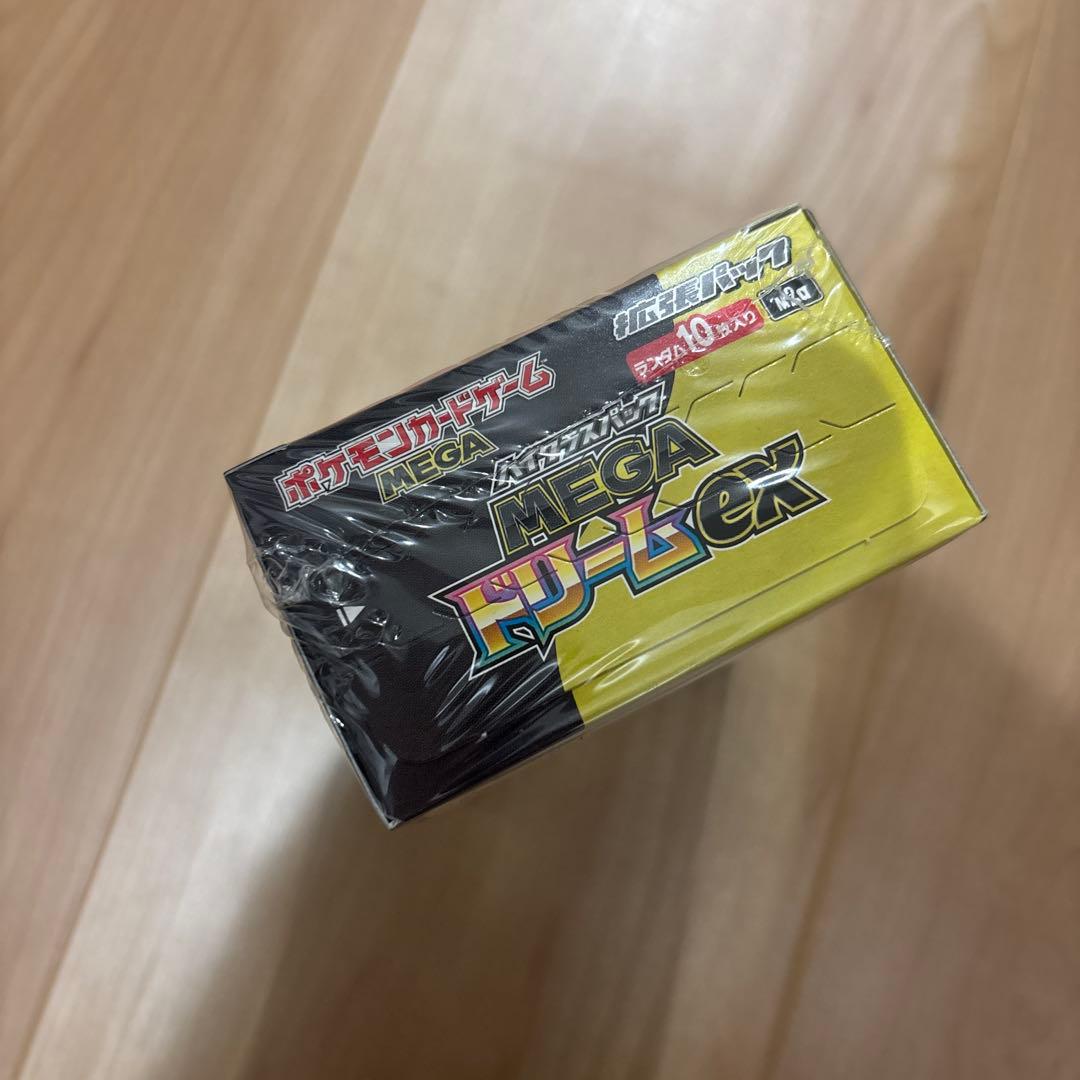 拡張パック
ランダム10枚入り
M2a
ポケモンカードゲーム
MEGA
ハイクラスパック
MEGA
ドリームex